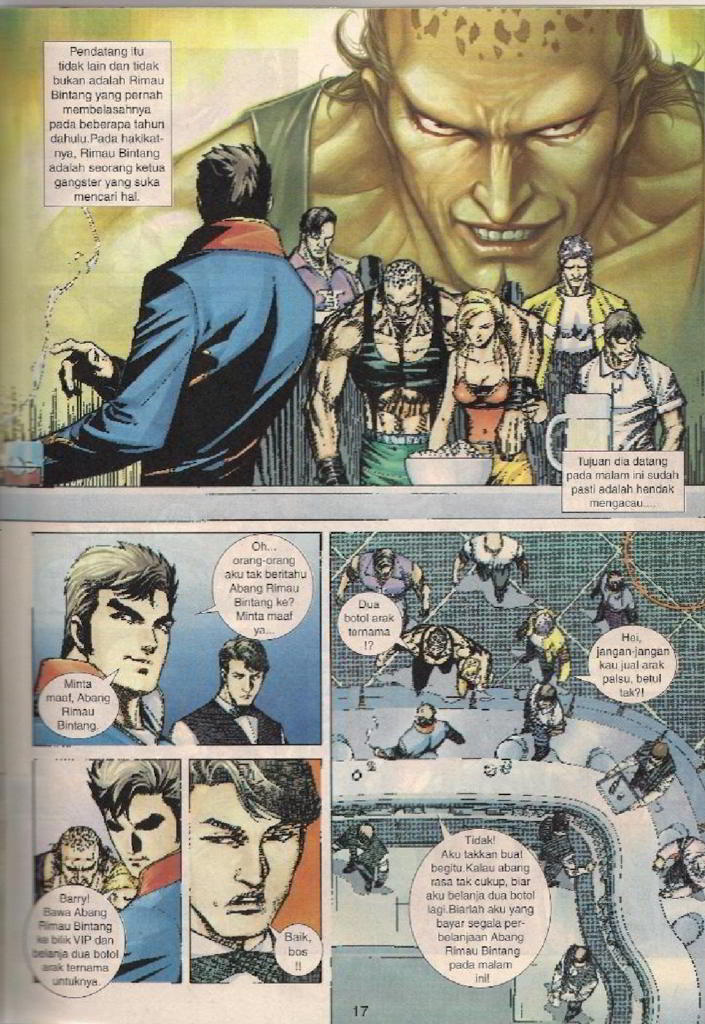 Pendatang itu
tidak lain dan tidak
bukan adalah Rimau
Bintang yang pernah
membelasahnya
pada beberapa tahun
dahulu.Pada hakikat-
nya, Rimau Bintang
adalah seorang ketua
gangster yang suka
mencari hal.
Tujuan dia datang
pada malam ini sudah
pasti adalah hendak
mengacau....
Oh...
orang-orang
aku tak beritahu
Abang Rimau
Bintang ke?
Minta maaf
ya...
Minta
maaf, Abang
Rimau
Bintang.
Barry!
Bawa Abang
Rimau Bintang
ke bilik VIP dan
belanja dua botol
arak ternama
untuknya.
Baik,
bos
!!
Dua
botol arak
ternama
!?
Hei,
jangan-jangan
kau jual arak
palsu, betul
tak?!
Tidak!
Aku takkan buat
begitu.Kalau abang
rasa tak cukup, biar
aku belanja dua botol
lagi.Biarlah aku yang
bayar segala per-
belanjaan Abang
Rimau Bintang
pada malam
ini!
17